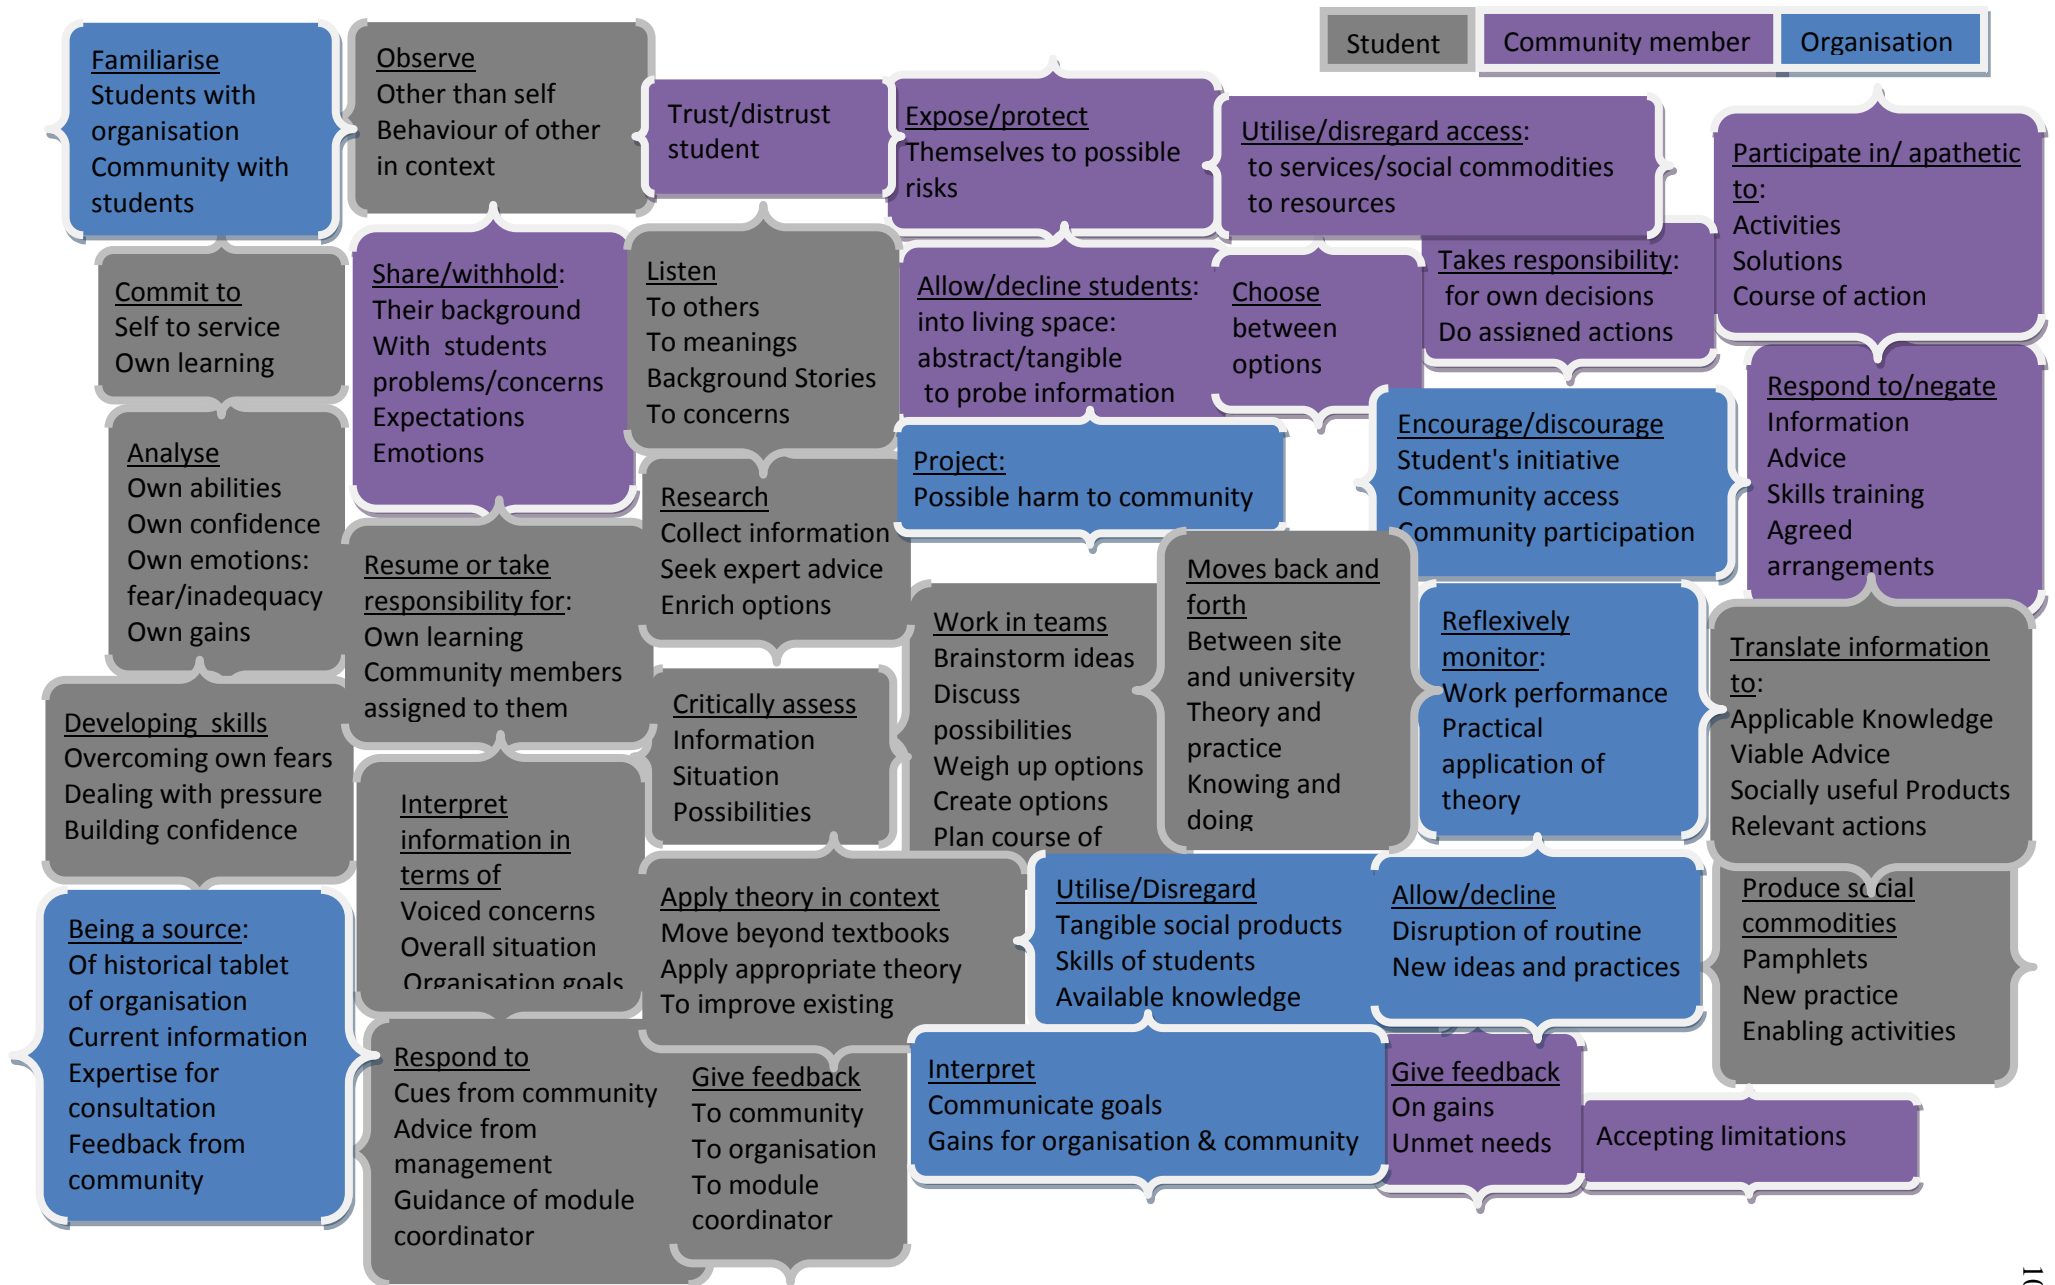 Student
Community member
Organisation
Familiarise
Students with
organisation
Community with
students
Observe
Other than self
Behaviour of other
in context
Trust/distrust
student
Expose/protect
Themselves to possible
risks
Utilise/disregard access:
to services/social commodities
to resources
Participate in/ apathetic
to:
Activities
Solutions
Course of action
Commit to
Self to service
Own learning
Share/withhold:
Their background
With  students
problems/concerns
Expectations
Emotions
Listen
To others
To meanings
Background Stories
To concerns
Allow/decline students:
into living space:
abstract/tangible
to probe information
Choose
between
options
Takes responsibility:
for own decisions
Do assigned actions
Respond to/negate
Information
Advice
Skills training
Agreed
arrangements
Analyse
Own abilities
Own confidence
Own emotions:
fear/inadequacy
Own gains
Project:
Possible harm to community
Encourage/discourage
Student's initiative
Community access
Community participation
Research
Collect information
Seek expert advice
Enrich options
Resume or take
responsibility for:
Own learning
Community members
assigned to them
Work in teams
Brainstorm ideas
Discuss
possibilities
Weigh up options
Create options
Plan course of
Moves back and
forth
Between site
and university
Theory and
practice
Knowing and
doing
Reflexively
monitor:
Work performance
Practical
application of
theory
Translate information
to:
Applicable Knowledge
Viable Advice
Socially useful Products
Relevant actions
Developing  skills
Overcoming own fears
Dealing with pressure
Building confidence
Critically assess
Information
Situation
Possibilities
Interpret
information in
terms of
Voiced concerns
Overall situation
Organisation goals
Apply theory in context
Move beyond textbooks
Apply appropriate theory
To improve existing
Utilise/Disregard
Tangible social products
Skills of students
Available knowledge
Allow/decline
Disruption of routine
New ideas and practices
Produce social
commodities
Pamphlets
New practice
Enabling activities
Being a source:
Of historical tablet
of organisation
Current information
Expertise for
consultation
Feedback from
community
Respond to
Cues from community
Advice from
management
Guidance of module
coordinator
Give feedback
To community
To organisation
To module
coordinator
Interpret
Communicate goals
Gains for organisation & community
Give feedback
On gains
Unmet needs
Accepting limitations